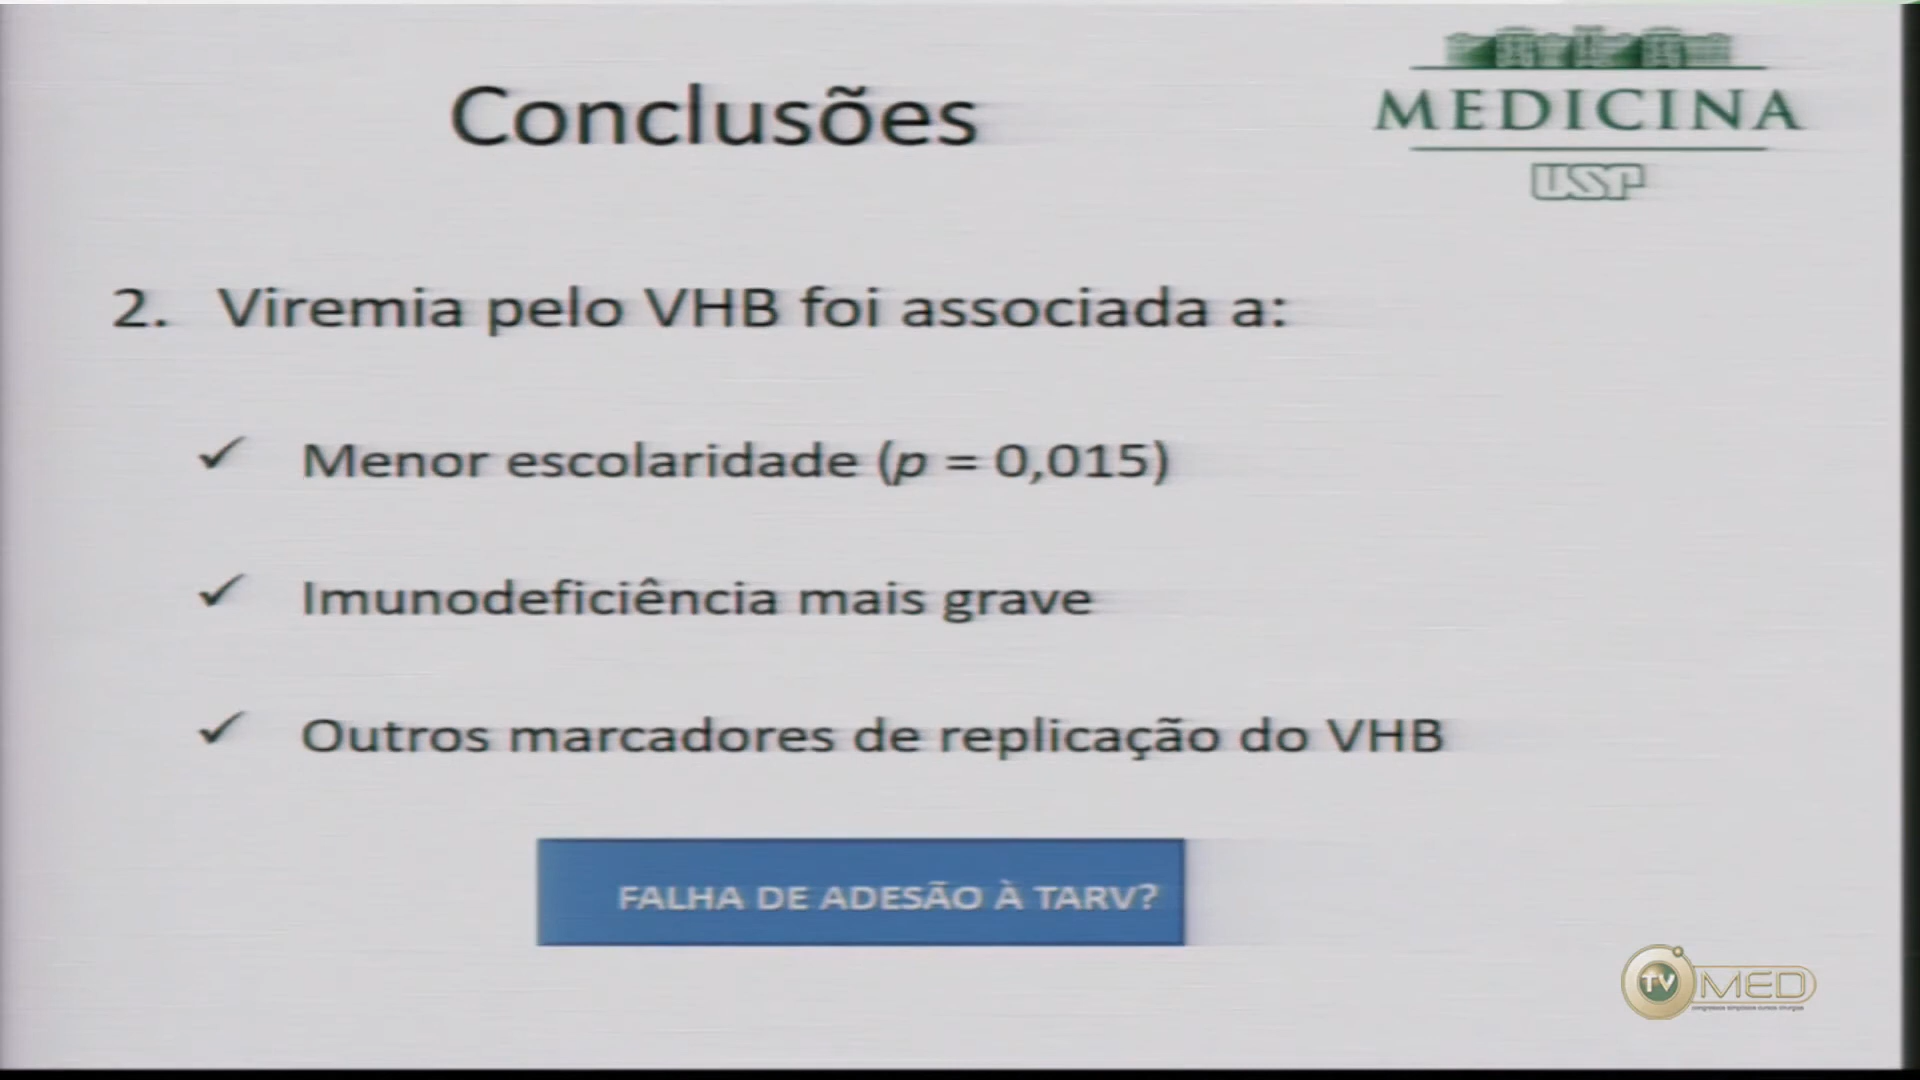 Conclusões
MEDICINA
USP
2. Viremia pelo VHB foi associada a:
✓ Menor escolaridade (p = 0,015)
✓ Imunodeficiência mais grave
✓ Outros marcadores de replicação do VHB
FALHA DE ADESÃO À TARV?
TV MED